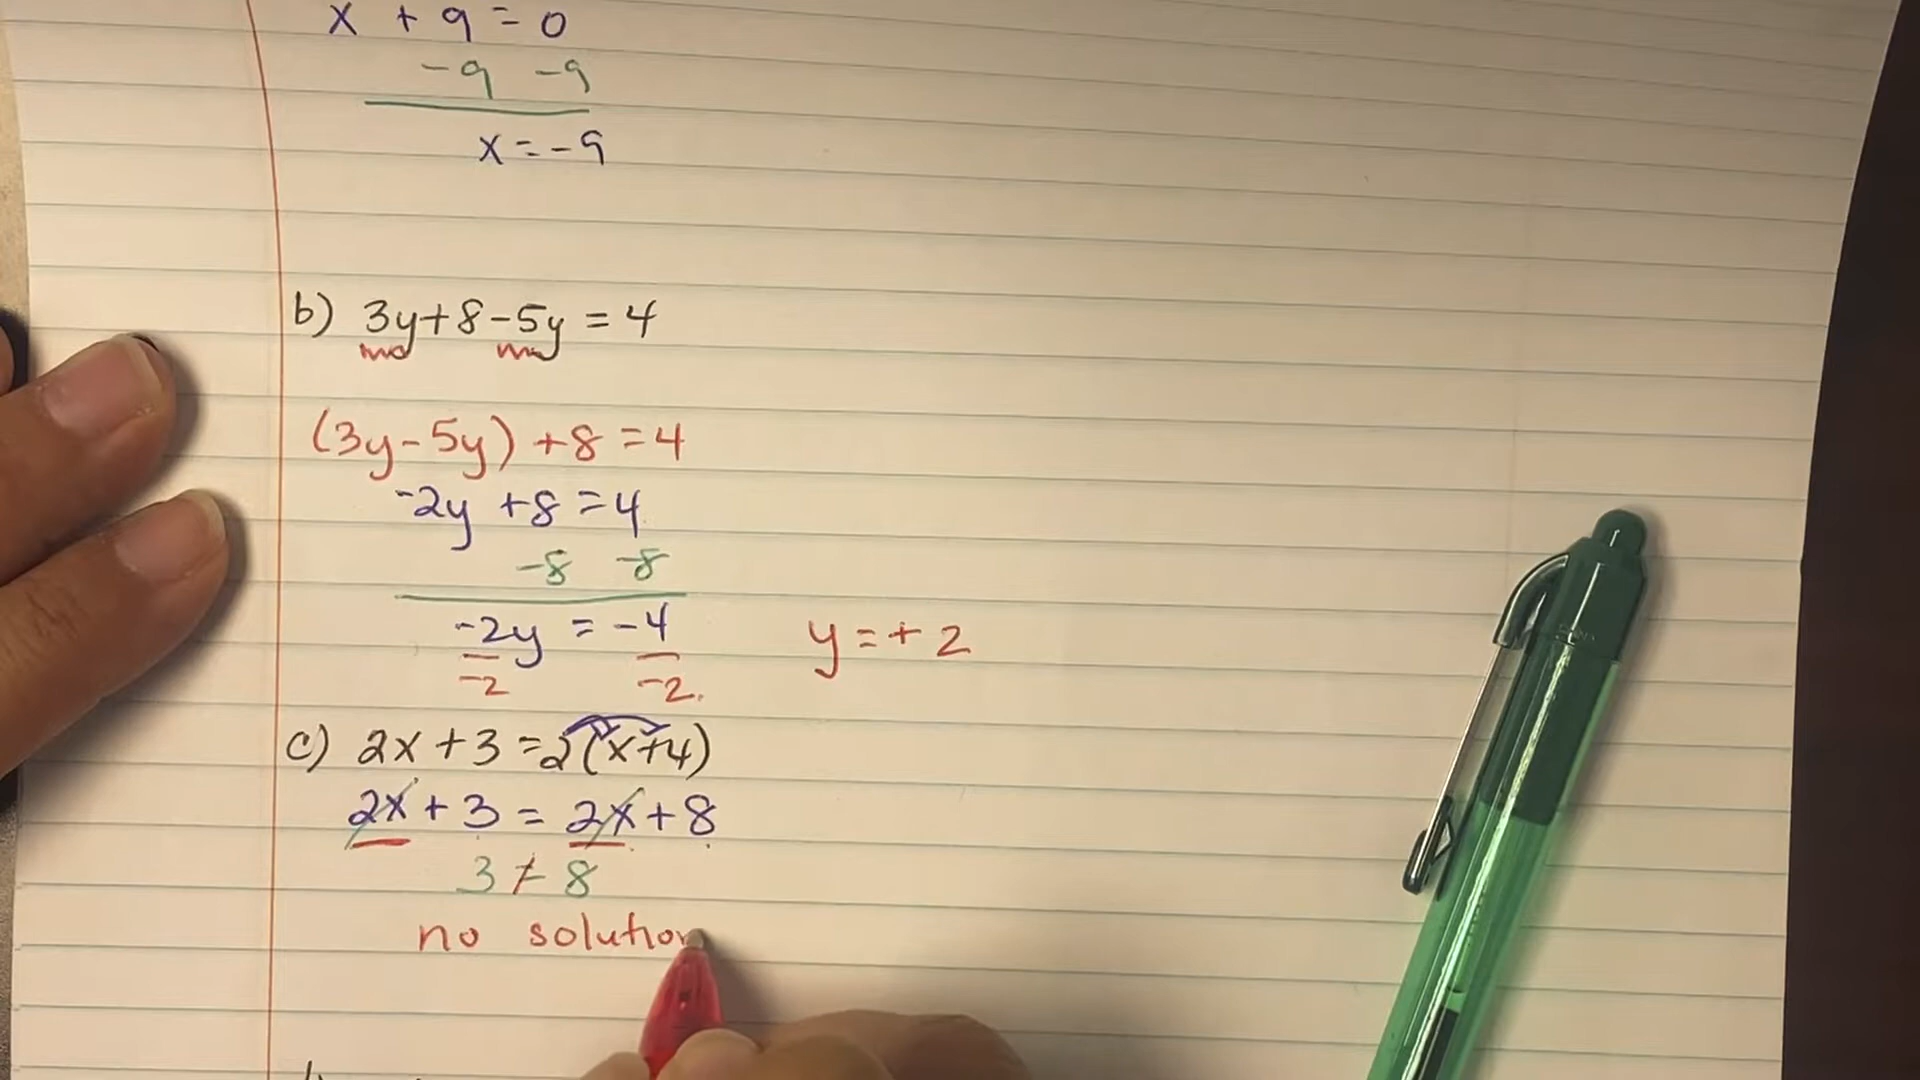 x + 9 = 0
-9 -9
x = -9
b) 3y+8-5y = 4
(3y-5y) +8 = 4
-2y +8 = 4
-8 -8
-2y = -4 y = + 2
-2 -2.
c) 2x + 3 = 2(x+4)
2x + 3 = 2x + 8
3 ≠ 8
no solution